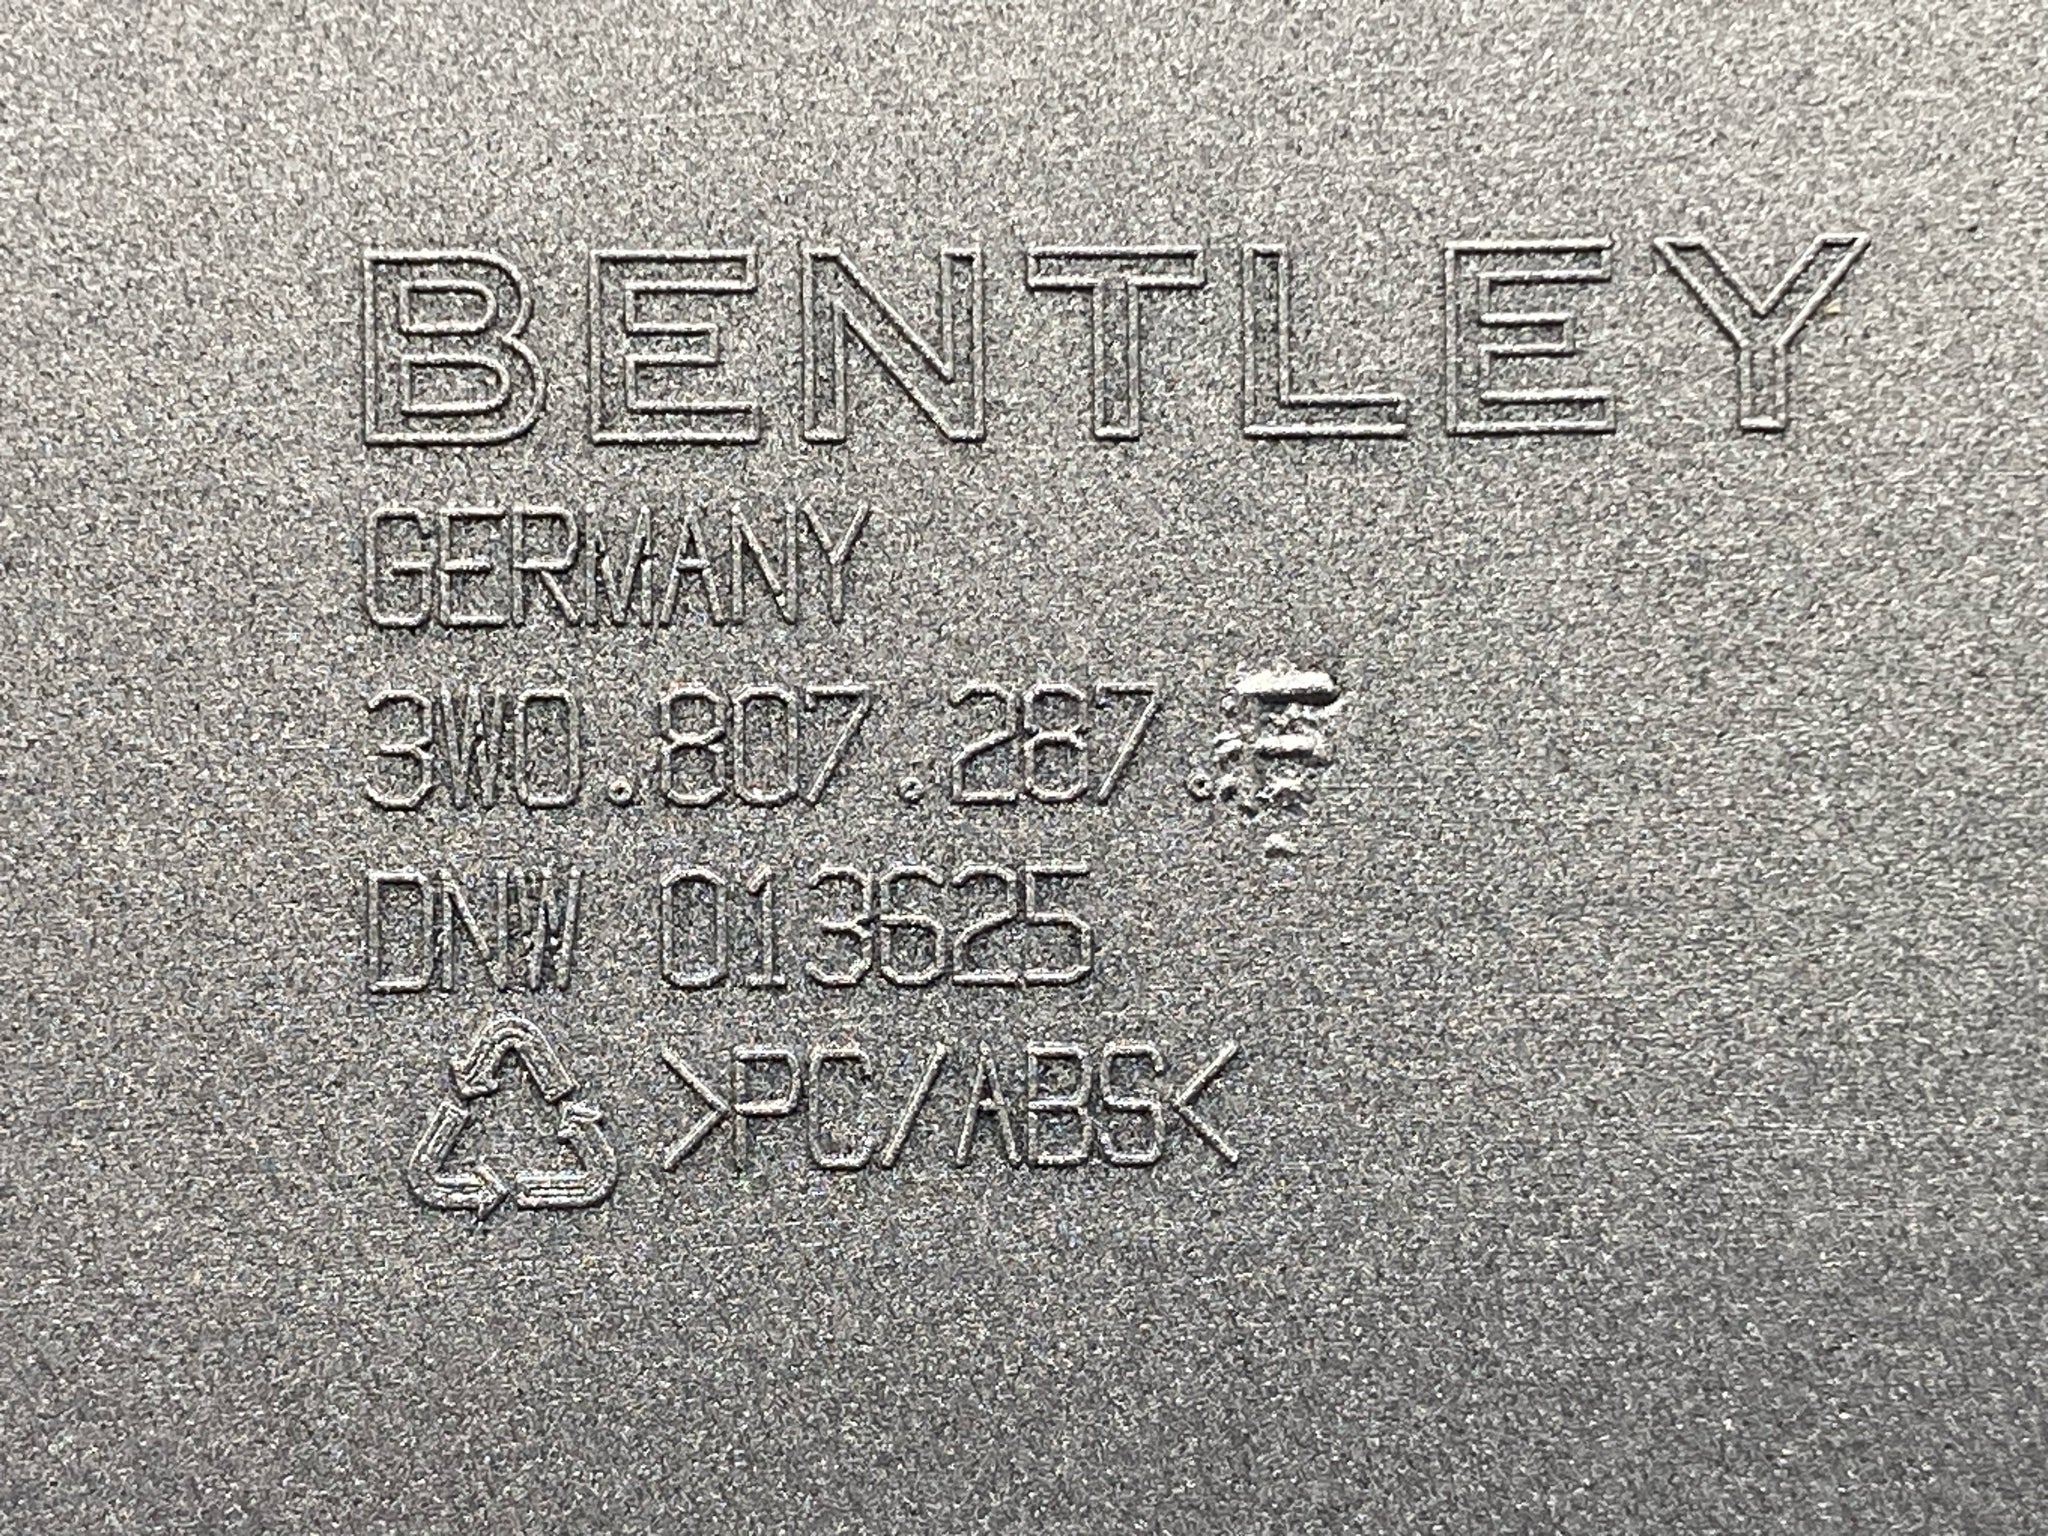 BENTLEY
GERMANY
3W0.807.287.
DNW 013625
>PC/ABS<